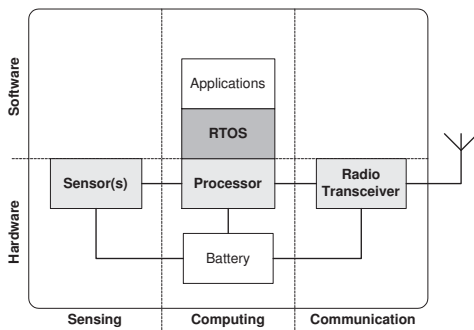 Software
Applications
RTOS
Hardware
Sensor(s)
Processor
Radio
Transceiver
Battery
Sensing
Computing
Communication